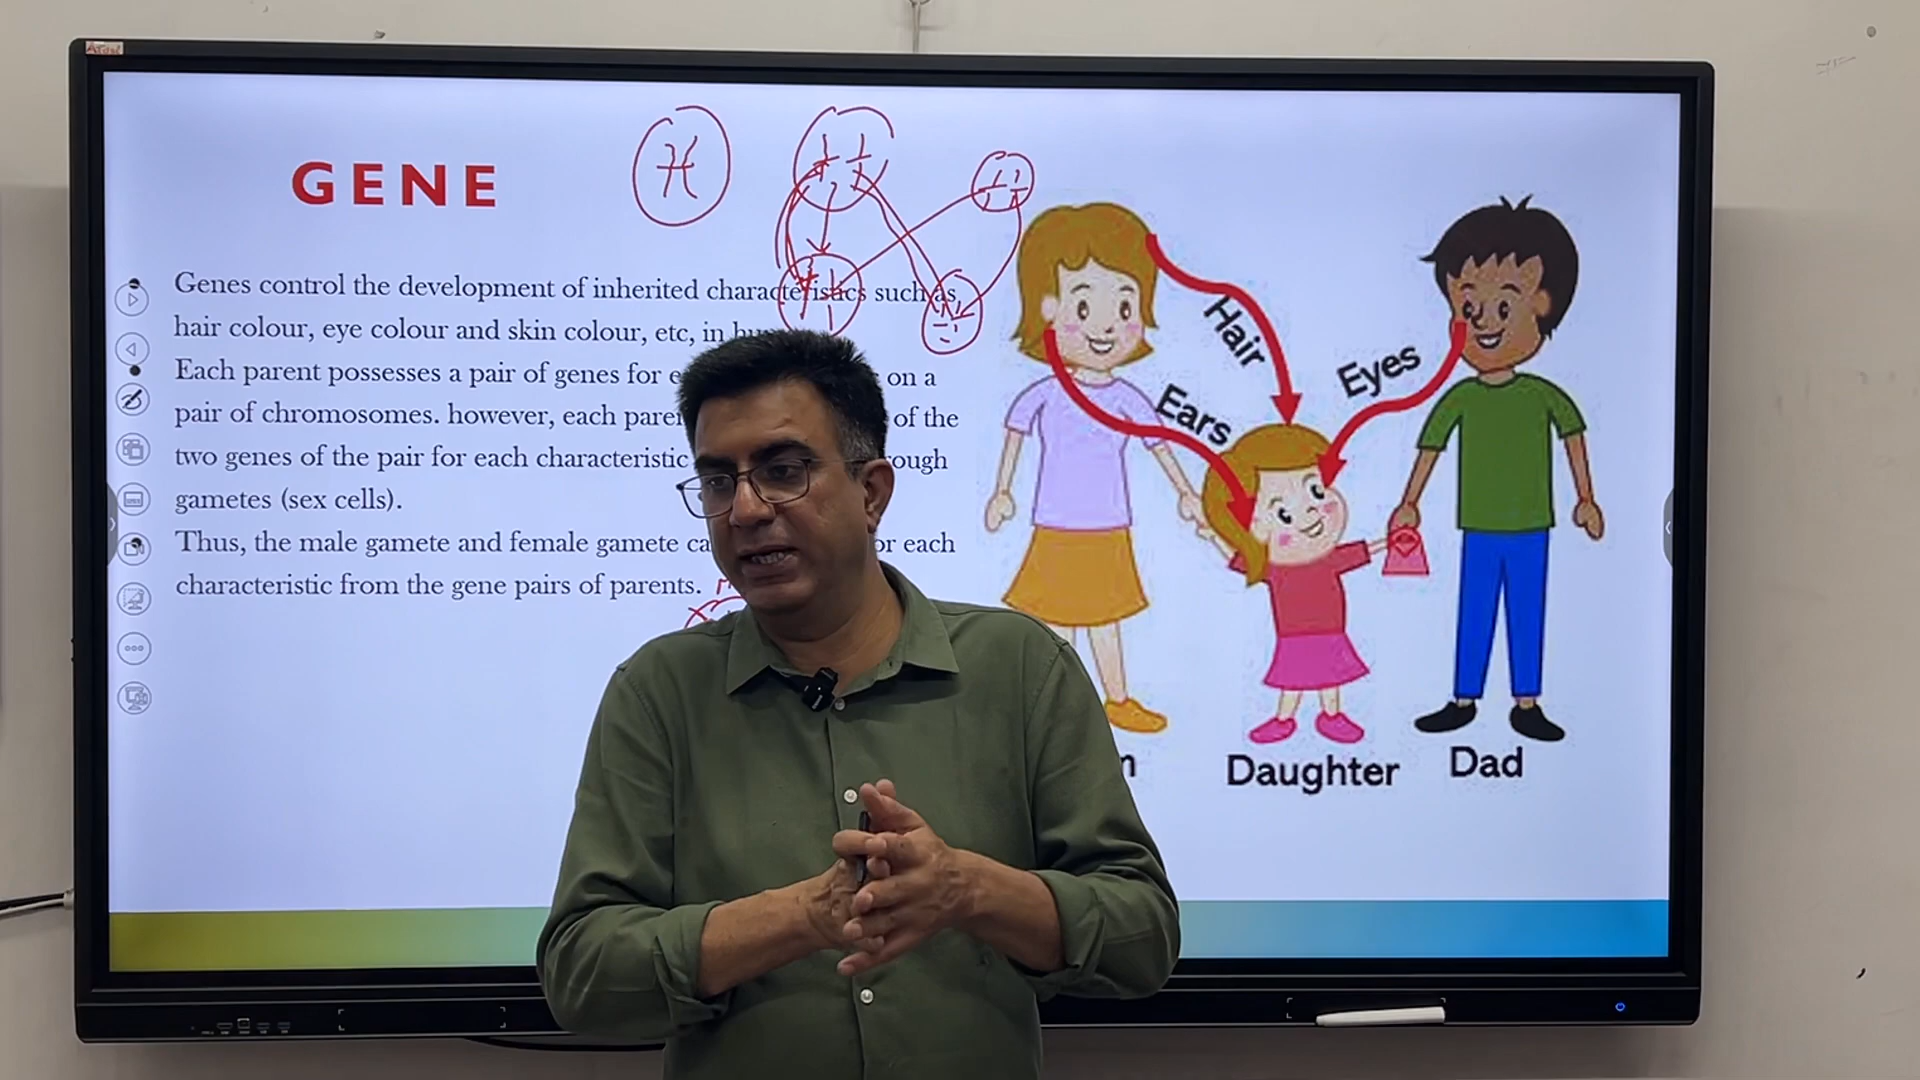 GENE
Genes control the development of inherited characteristics such as,
hair colour, eye colour and skin colour, etc, in
Each parent possesses a pair of genes for on a
pair of chromosomes. however, each of the
two genes of the pair for each characteristic
gametes (sex cells).
Thus, the male gamete and female gamete each
characteristic from the gene pairs of parents.
Hair
Eyes
Ears
Daughter Dad